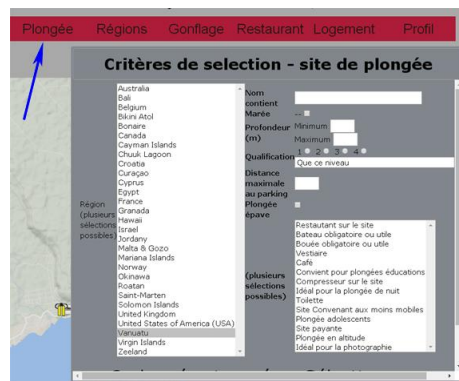 Plongée Régions Gonflage Restaurant Logement Profil
Critères de selection - site de plongée
Région
(plusieurs
sélections
possibles)
Australia
Bali
Belgium
Bikini Atol
Bonaire
Canada
Cayman Islands
Chuuk Lagoon
Croatia
Curaçao
Cyprus
Egypt
France
Granada
Hawaii
Israel
Jordany
Malta & Gozo
Mariana Islands
Norway
Okinawa
Roatan
Saint-Marten
Solomon Islands
United Kingdom
United States of America (USA)
Vanuatu
Virgin Islands
Zeeland
Nom
contient
Marée --
Profondeur Minimum
(m) Maximum
Qualification 1 2 3 4
Que ce niveau
Distance
maximale
au parking
Plongée
épave
(plusieurs
sélections
possibles)
Restautant sur le site
Bateau obligatoire ou utile
Bouée obligatoire ou utile
Vestiaire
Café
Convient pour plongées éducations
Compresseur sur le site
Idéal pour la plongée de nuit
Toilette
Site Convenant aux moins mobiles
Plongée adolescents
Site payante
Plongée en altitude
Idéal pour la photographie